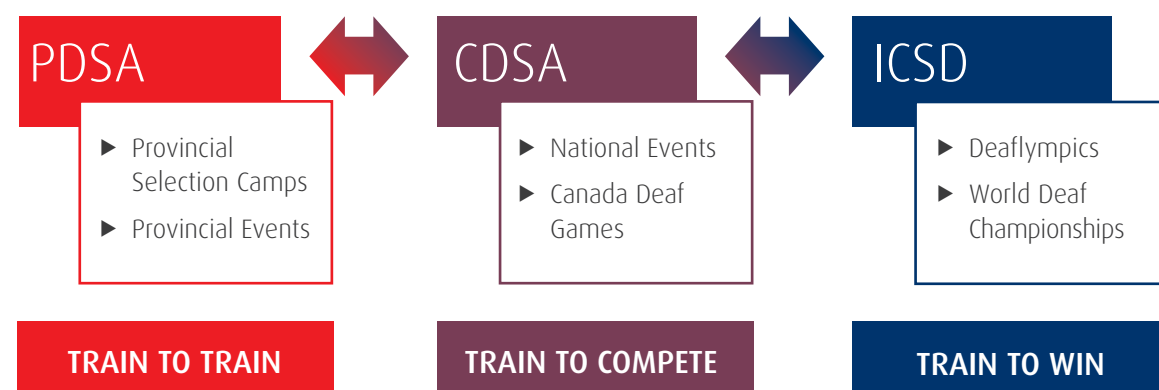 PDSA
Provincial
Selection Camps
Provincial Events
TRAIN TO TRAIN
CDSA
National Events
Canada Deaf
Games
TRAIN TO COMPETE
ICSD
Deaflympics
World Deaf
Championships
TRAIN TO WIN